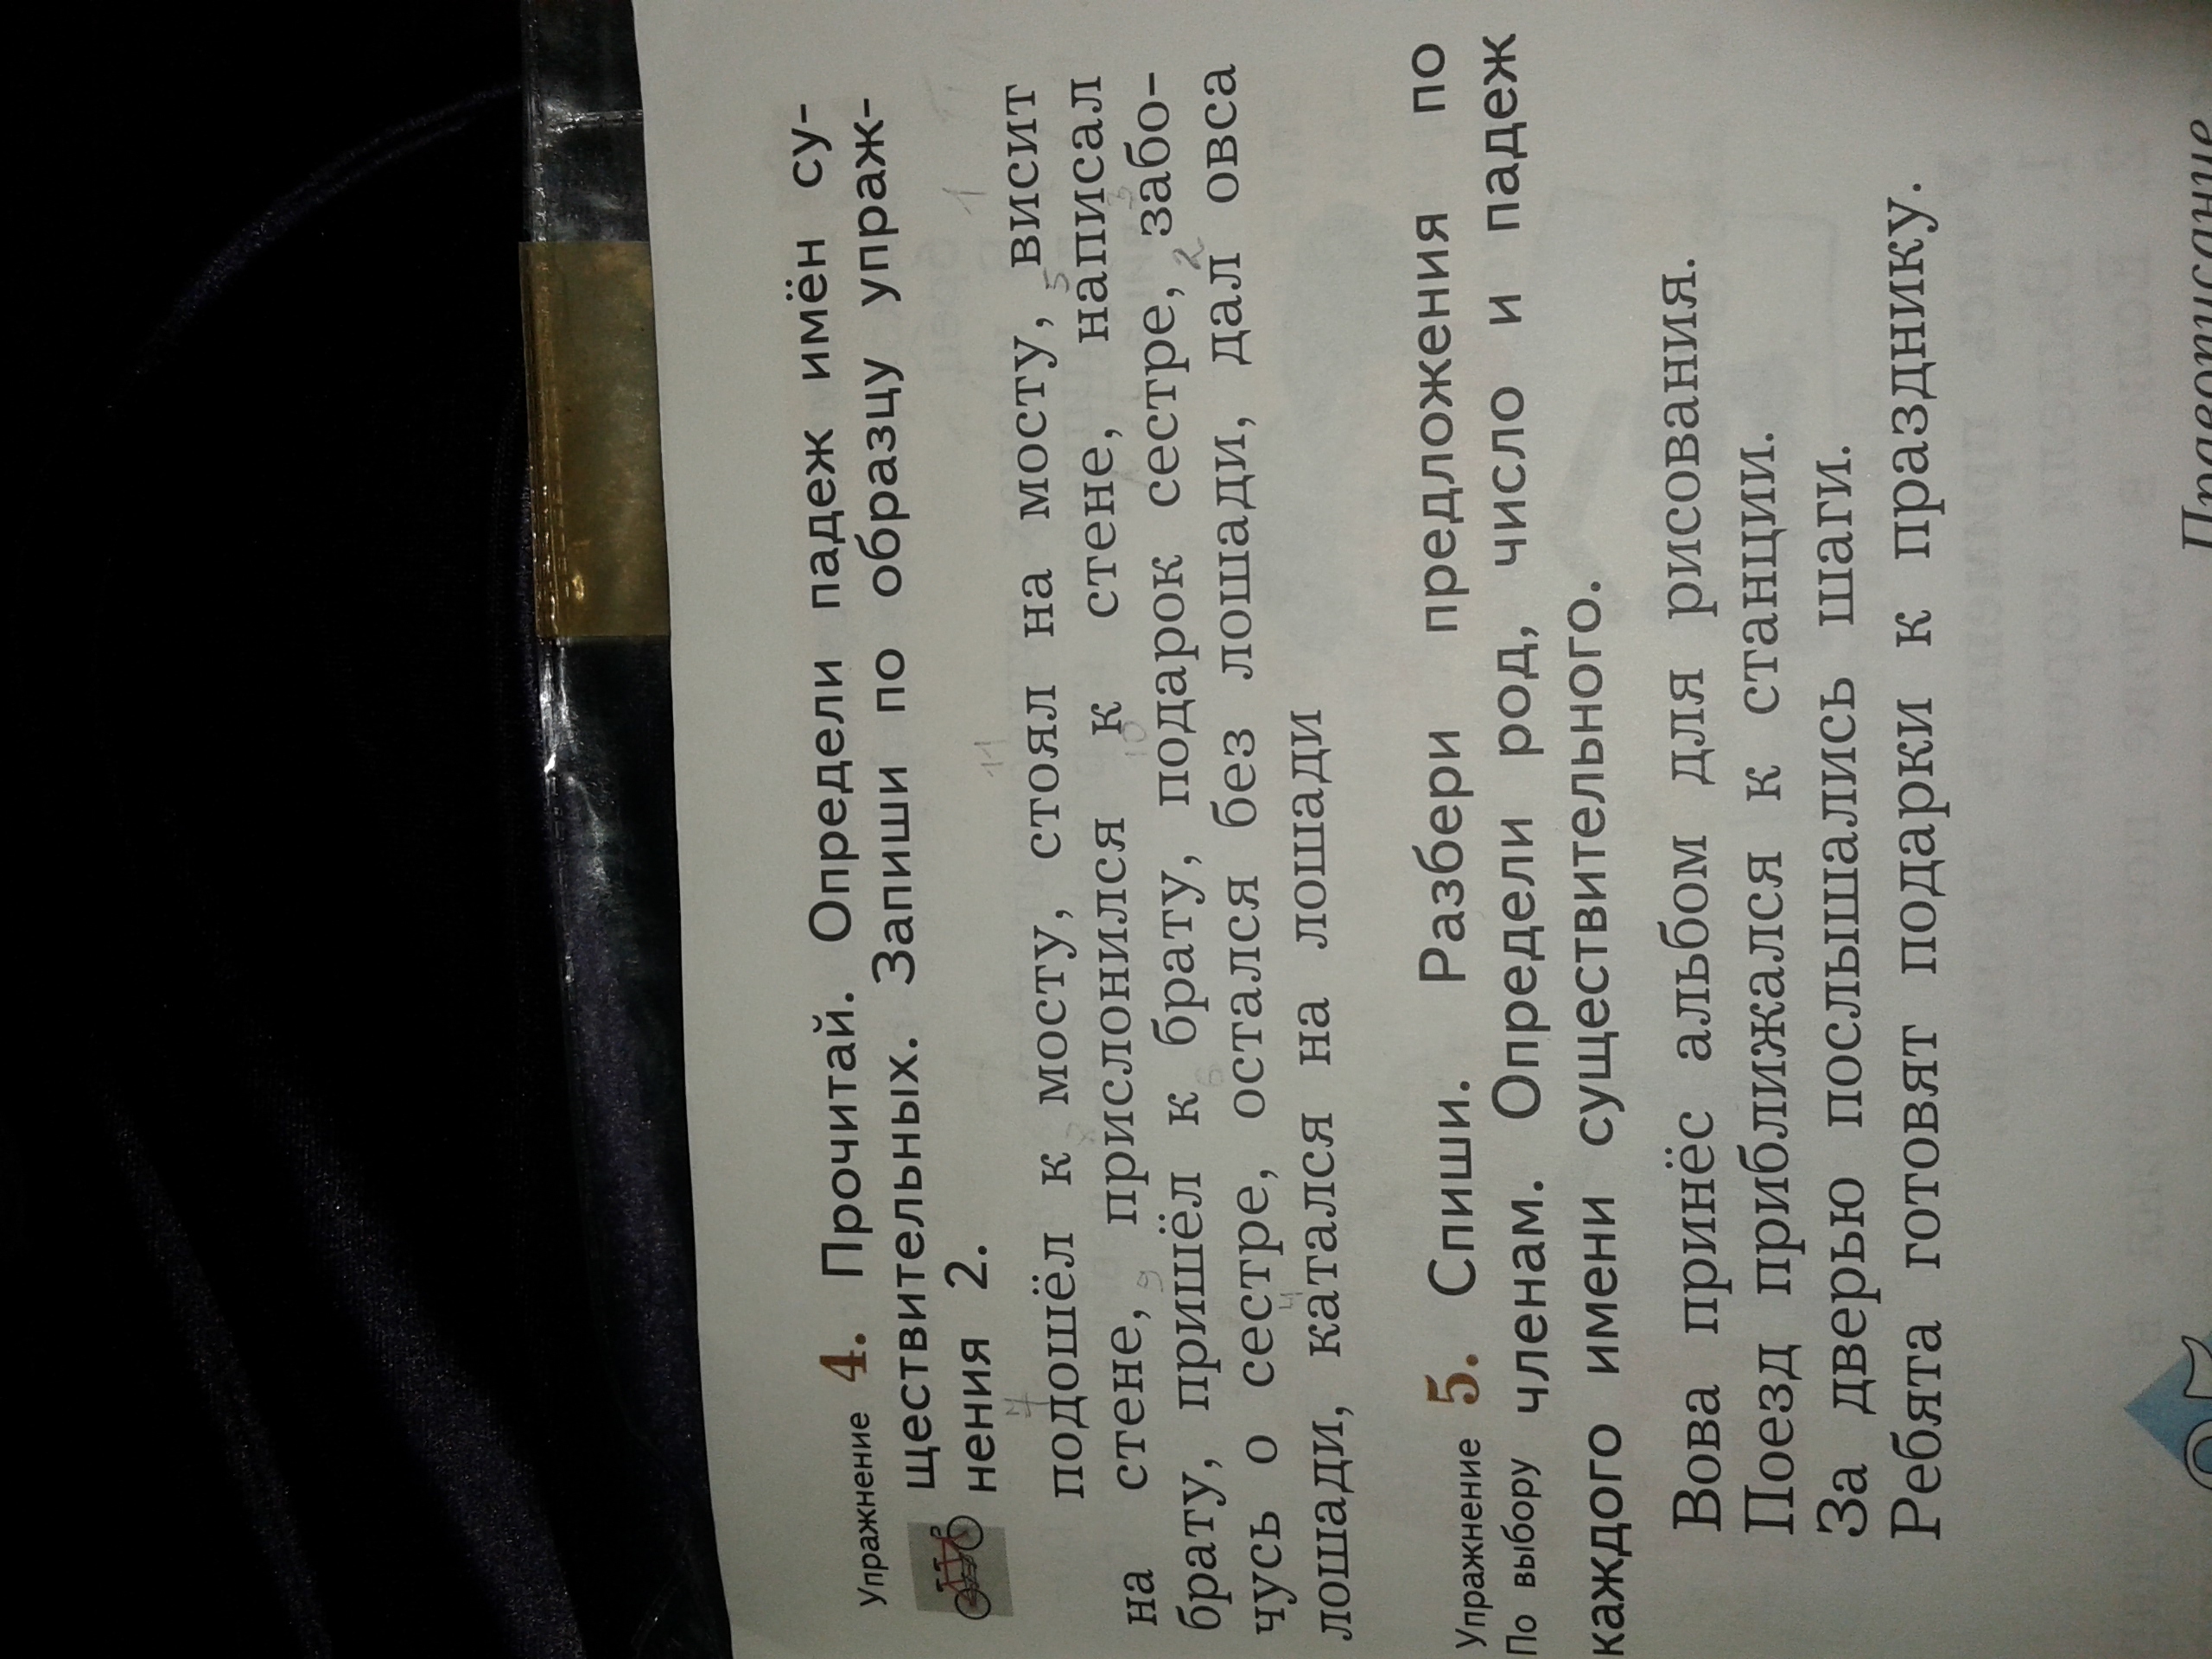 Упражнение 4. Прочитай. Определи падеж имён су-
ществительных. Запиши по образцу упраж-
нения 2.
подошёл к мосту, стоял на мосту, висит
на стене, прислонился к стене, написал
брату, пришёл к брату, подарок сестре, забо-
чусь о сестре, остался без лошади, дал овса
лошади, катался на лошади
Упражнение 5. Спиши. Разбери предложения по
По выбору членам. Определи род, число и падеж
каждого имени существительного.
Вова принёс альбом для рисования.
Поезд приближался к станции.
За дверью послышались шаги.
Ребята готовят подарки к празднику.